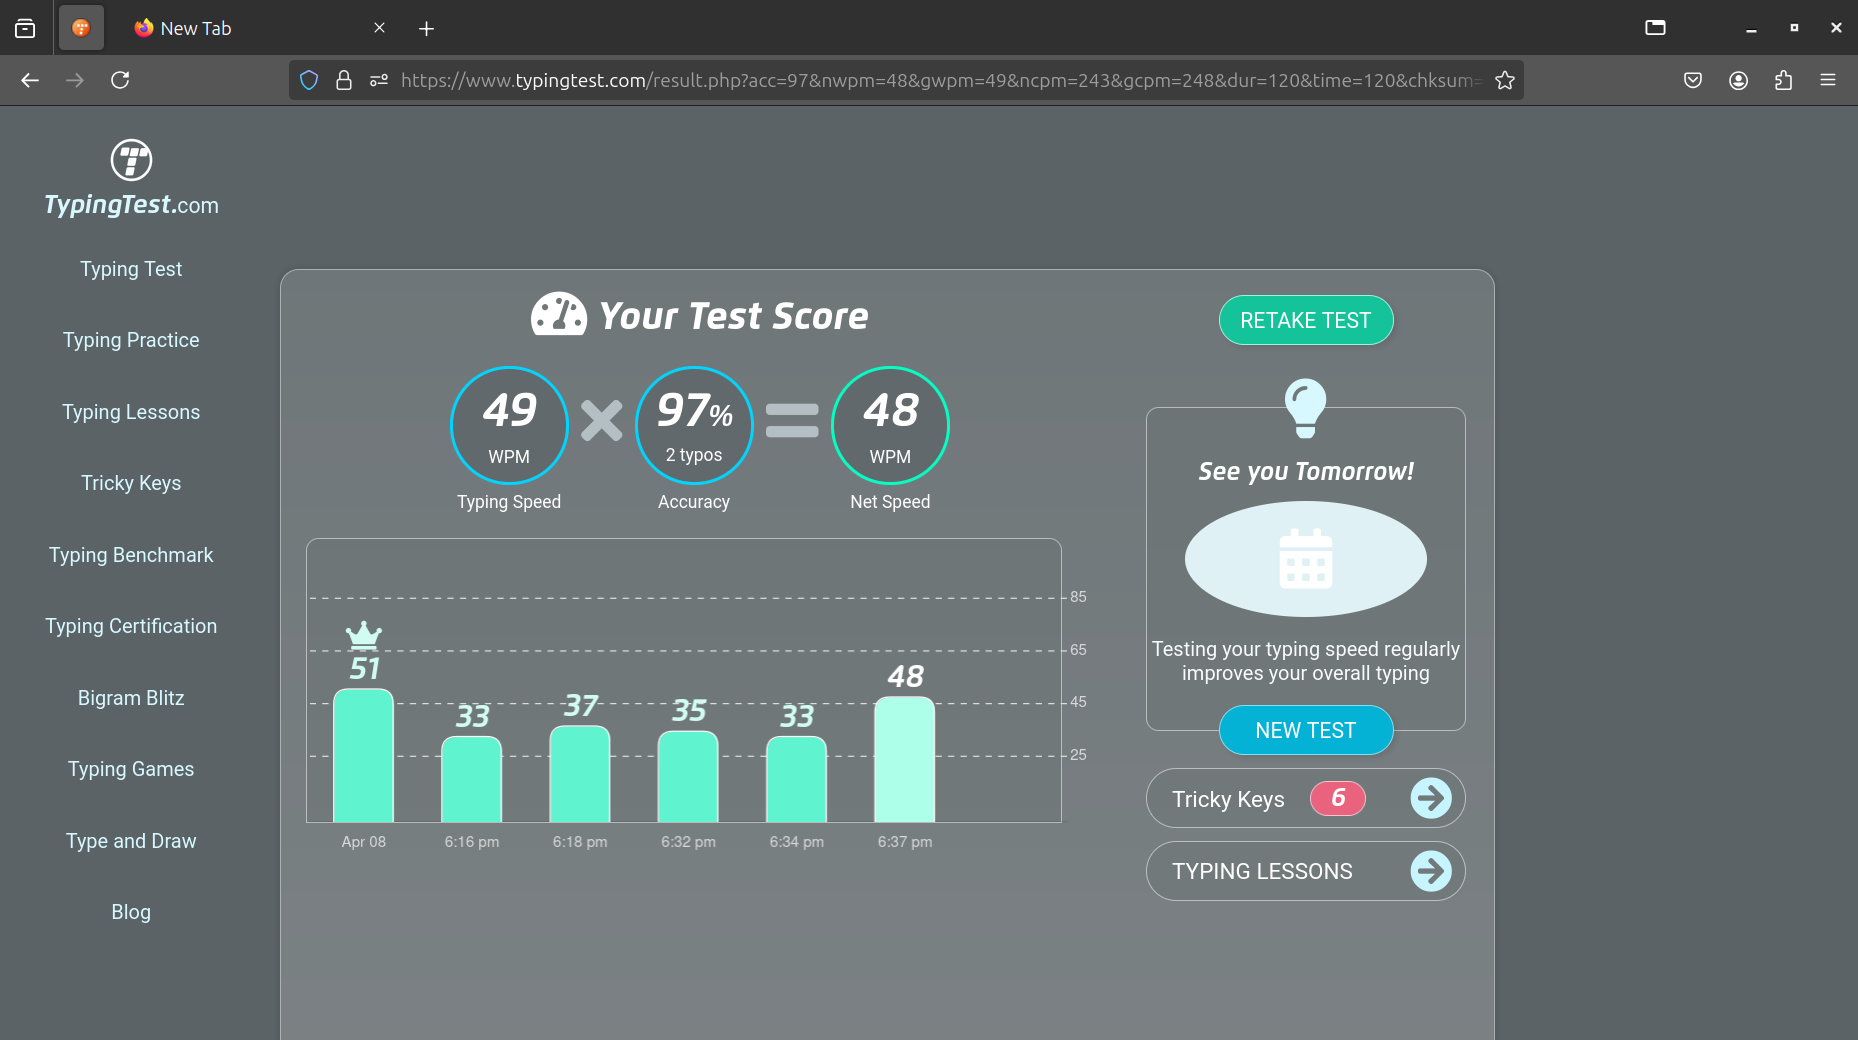 New Tab
https://www.typingtest.com/result.php?acc=97&nwpm=48&gwpm=49&ncpm=243&gcpm=248&dur=120&time=120&chksum=
TypingTest.com
Typing Test
Typing Practice
Typing Lessons
Tricky Keys
Typing Benchmark
Typing Certification
Bigram Blitz
Typing Games
Type and Draw
Blog
Your Test Score
49
WPM
Typing Speed
97%
2 typos
Accuracy
48
WPM
Net Speed
85
65
45
25
51
33
37
35
33
48
Apr 08
6:16 pm
6:18 pm
6:32 pm
6:34 pm
6:37 pm
RETAKE TEST
See you Tomorrow!
Testing your typing speed regularly
improves your overall typing
NEW TEST
Tricky Keys 6
TYPING LESSONS